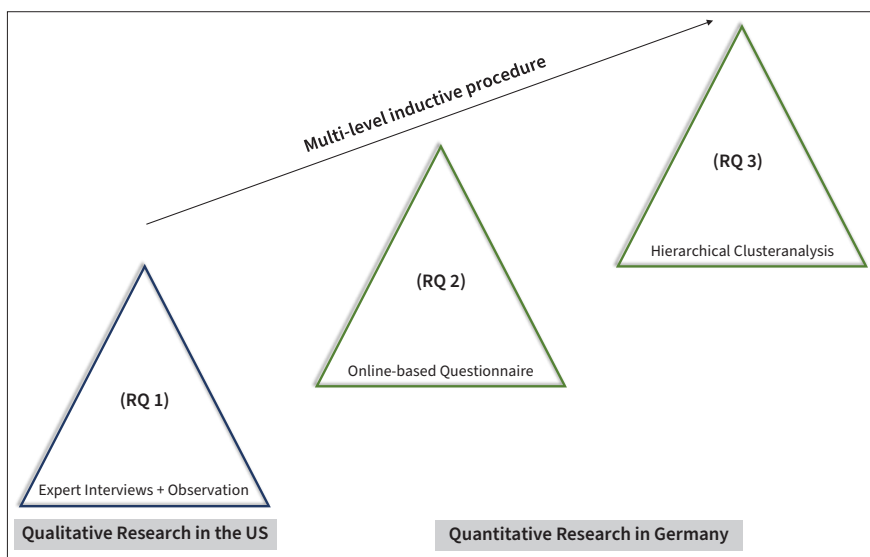 Multi-level inductive procedure
(RQ 3)
Hierarchical Clusteranalysis
(RQ 2)
Online-based Questionnaire
(RQ 1)
Expert Interviews + Observation
Qualitative Research in the US
Quantitative Research in Germany